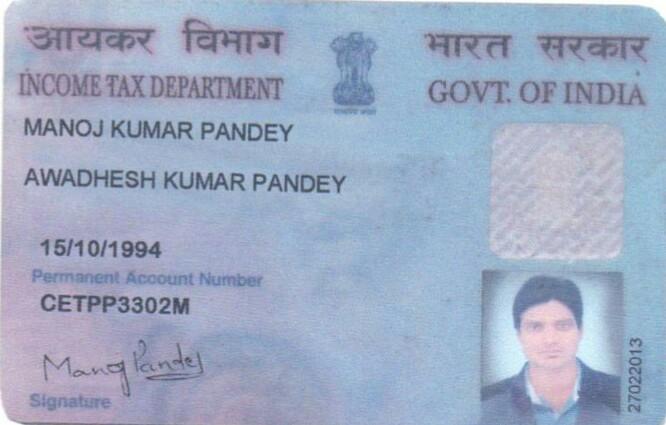 आयकर विभाग
भारत सरकार
INCOME TAX DEPARTMENT
GOVT. OF INDIA
MANOJ KUMAR PANDEY
AWADHESH KUMAR PANDEY
15/10/1994
Permanent Account Number
CETPP3302M
Manoj Pandey
Signature
27022013